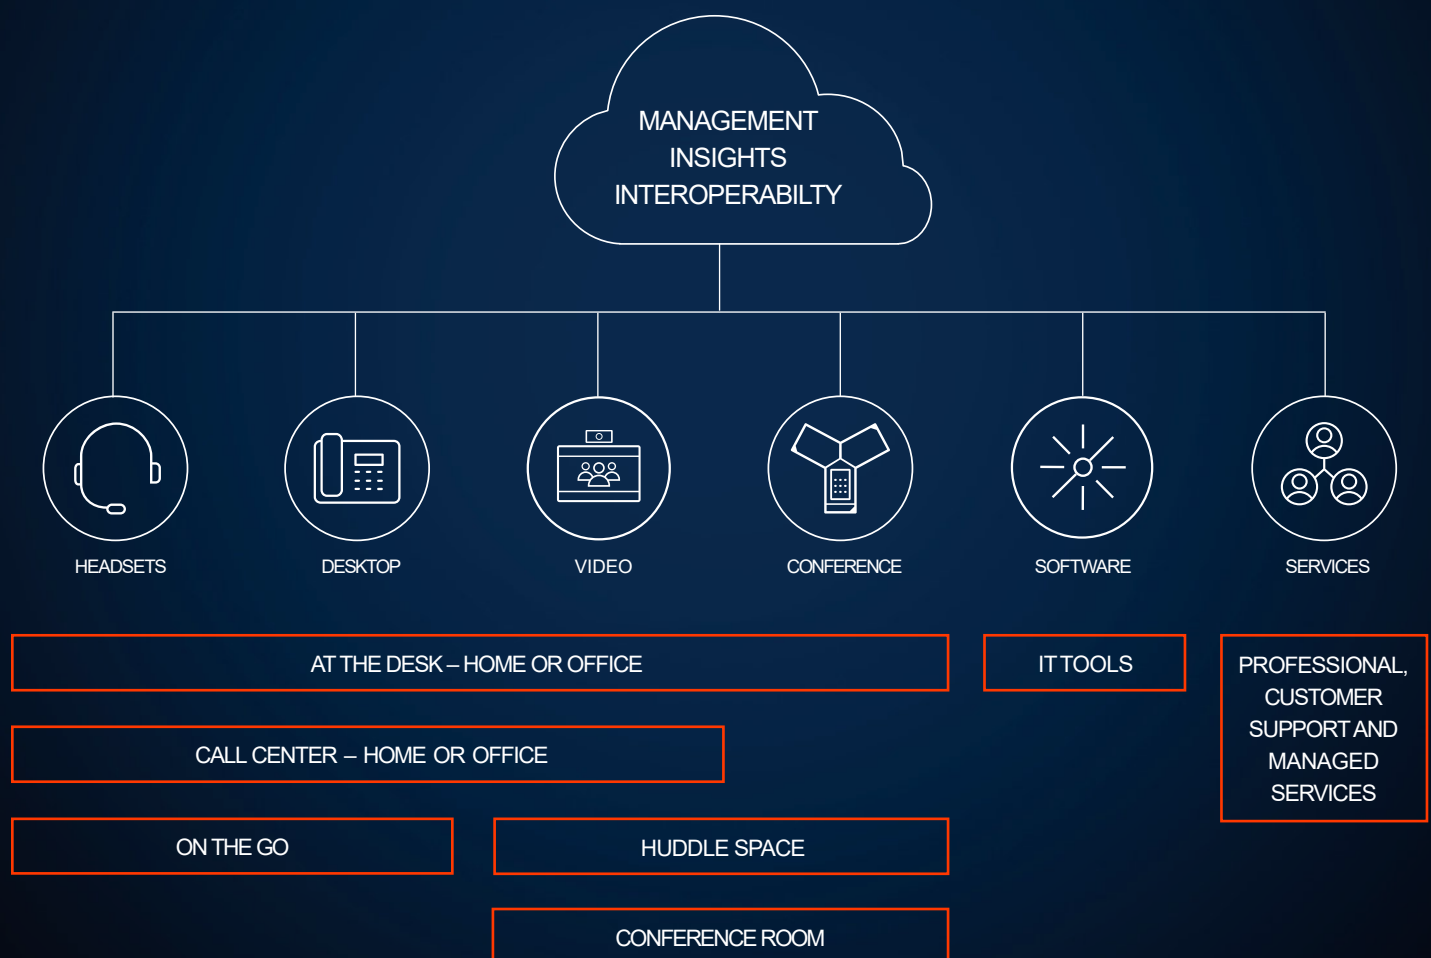 MANAGEMENT
INSIGHTS
INTEROPERABILTY
HEADSETS
DESKTOP
VIDEO
CONFERENCE
SOFTWARE
SERVICES
AT THE DESK – HOME OR OFFICE
IT TOOLS
PROFESSIONAL,
CUSTOMER
SUPPORT AND
MANAGED
SERVICES
CALL CENTER – HOME OR OFFICE
ON THE GO
HUDDLE SPACE
CONFERENCE ROOM